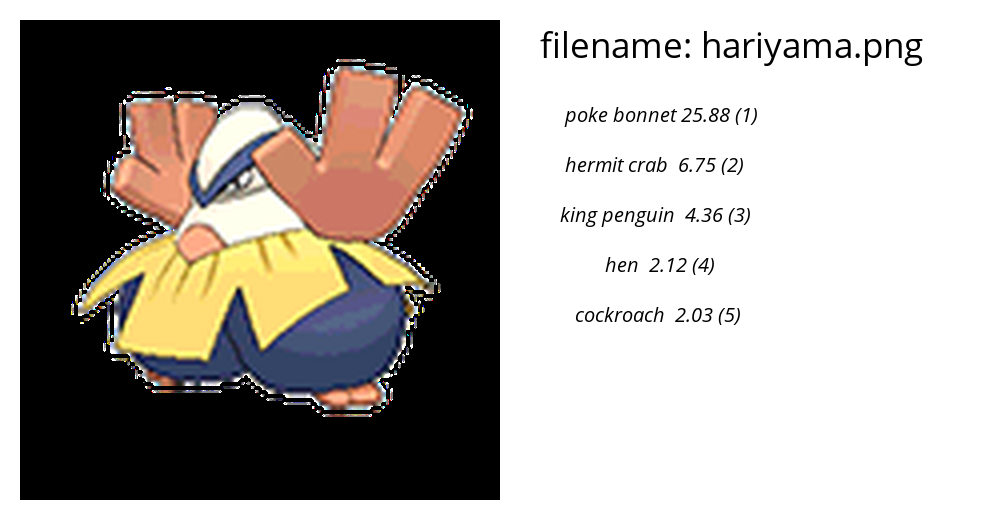 filename: hariyama.png
poke bonnet 25.88 (1)
hermit crab 6.75 (2)
king penguin 4.36 (3)
hen 2.12 (4)
cockroach 2.03 (5)